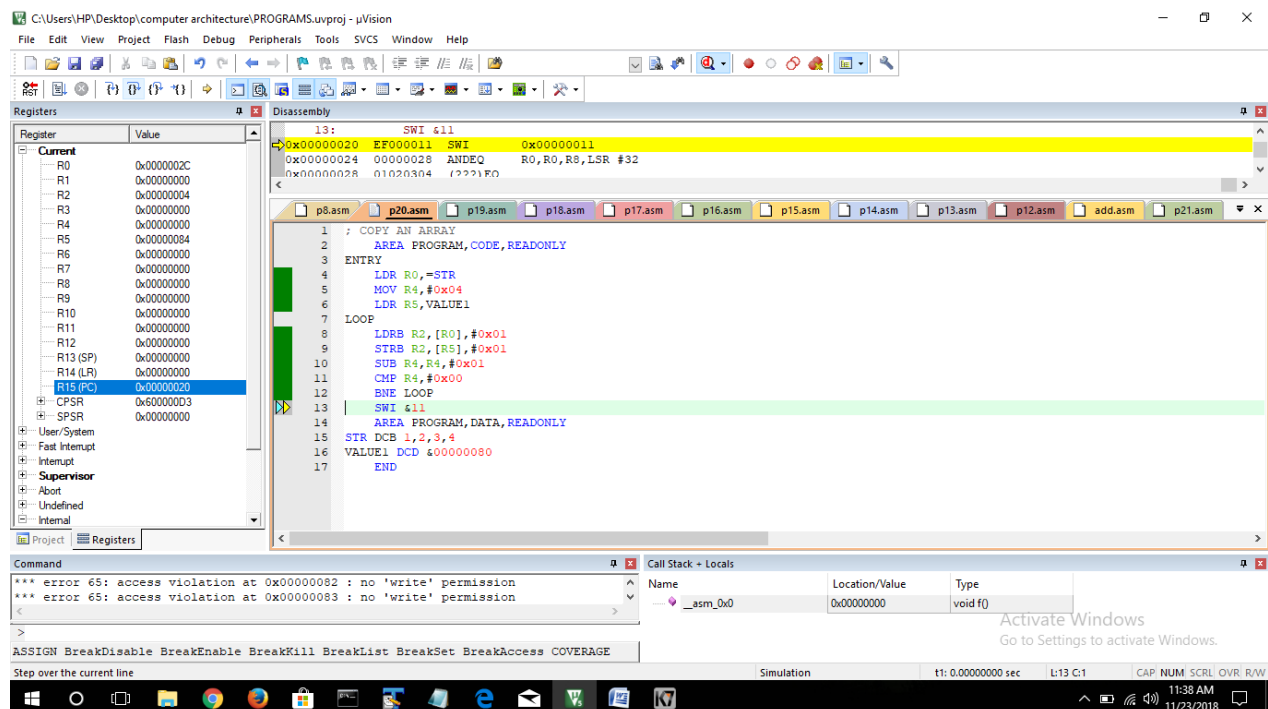 C:\Users\HP\Desktop\computer architecture\PROGRAMS.uvproj - µVision
File Edit View Project Flash Debug Peripherals Tools SVCS Window Help
Registers
Register Value
Current
R0 0x0000002C
R1 0x00000000
R2 0x00000004
R3 0x00000000
R4 0x00000000
R5 0x00000084
R6 0x00000000
R7 0x00000000
R8 0x00000000
R9 0x00000000
R10 0x00000000
R11 0x00000000
R12 0x00000000
R13 (SP) 0x00000000
R14 (LR) 0x00000000
R15 (PC) 0x00000020
CPSR 0x600000D3
SPSR 0x00000000
User/System
Fast Interrupt
Interrupt
Supervisor
Abort
Undefined
Internal
Project Registers
Disassembly
13: SWI &11
0x00000020 EF000011 SWI 0x00000011
0x00000024 00000028 ANDEQ R0,R0,R8,LSR #32
0x00000028 01020304 (???)EQ
p8.asm p20.asm p19.asm p18.asm p17.asm p16.asm p15.asm p14.asm p13.asm p12.asm add.asm p21.asm
1 ; COPY AN ARRAY
2 AREA PROGRAM,CODE,READONLY
3 ENTRY
4 LDR R0,=STR
5 MOV R4,#0x04
6 LDR R5,VALUE1
7 LOOP
8 LDRB R2,[R0],#0x01
9 STRB R2,[R5],#0x01
10 SUB R4,R4,#0x01
11 CMP R4,#0x00
12 BNE LOOP
13 SWI &11
14 AREA PROGRAM,DATA,READONLY
15 STR DCB 1,2,3,4
16 VALUE1 DCD &00000080
17 END
Command
*** error 65: access violation at 0x00000082 : no 'write' permission
*** error 65: access violation at 0x00000083 : no 'write' permission
>
ASSIGN BreakDisable BreakEnable BreakKill BreakList BreakSet BreakAccess COVERAGE
Call Stack + Locals
Name Location/Value Type
__asm_0x0 0x00000000 void f()
Activate Windows
Go to Settings to activate Windows.
Step over the current line Simulation t1: 0.00000000 sec L:13 C:1 CAP NUM SCRL OVR R/W
11:38 AM
11/23/2018